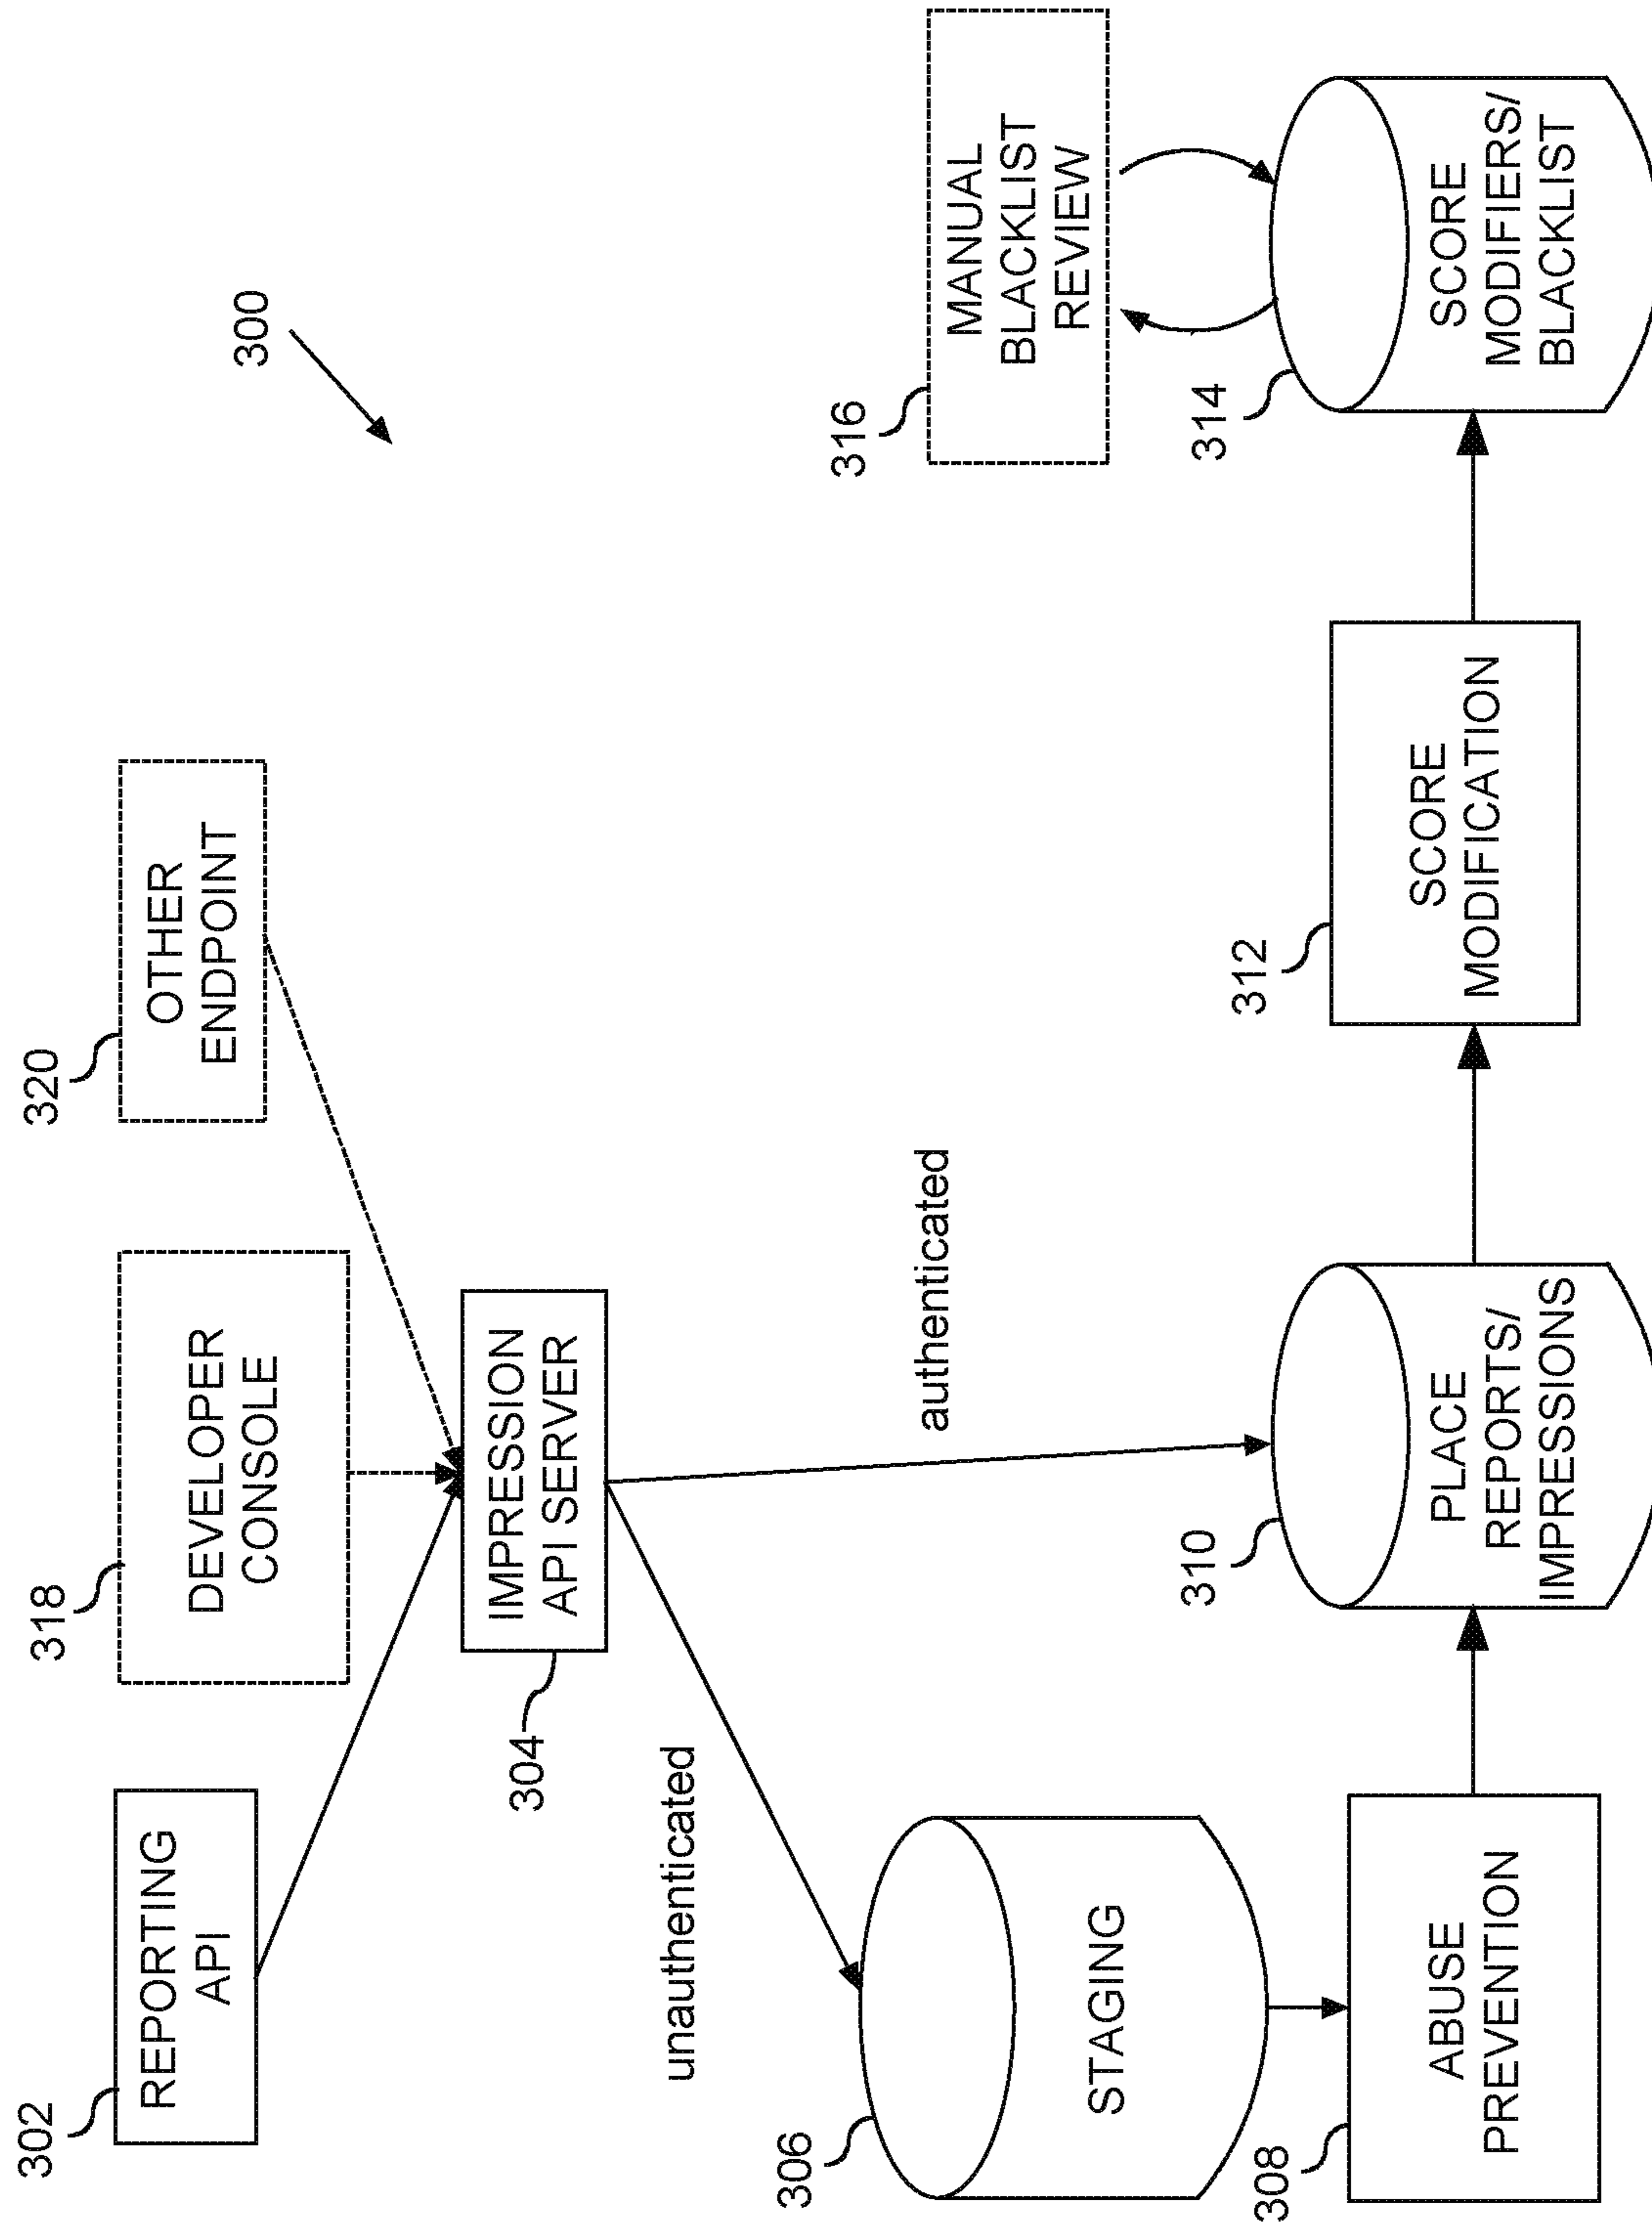 300
302
REPORTING
API
318
DEVELOPER
CONSOLE
320
OTHER
ENDPOINT
304
IMPRESSION
API SERVER
unauthenticated
authenticated
306
STAGING
316
MANUAL
BLACKLIST
REVIEW
308
ABUSE
PREVENTION
310
PLACE
REPORTS/
IMPRESSIONS
312
SCORE
MODIFICATION
314
SCORE
MODIFIERS/
BLACKLIST